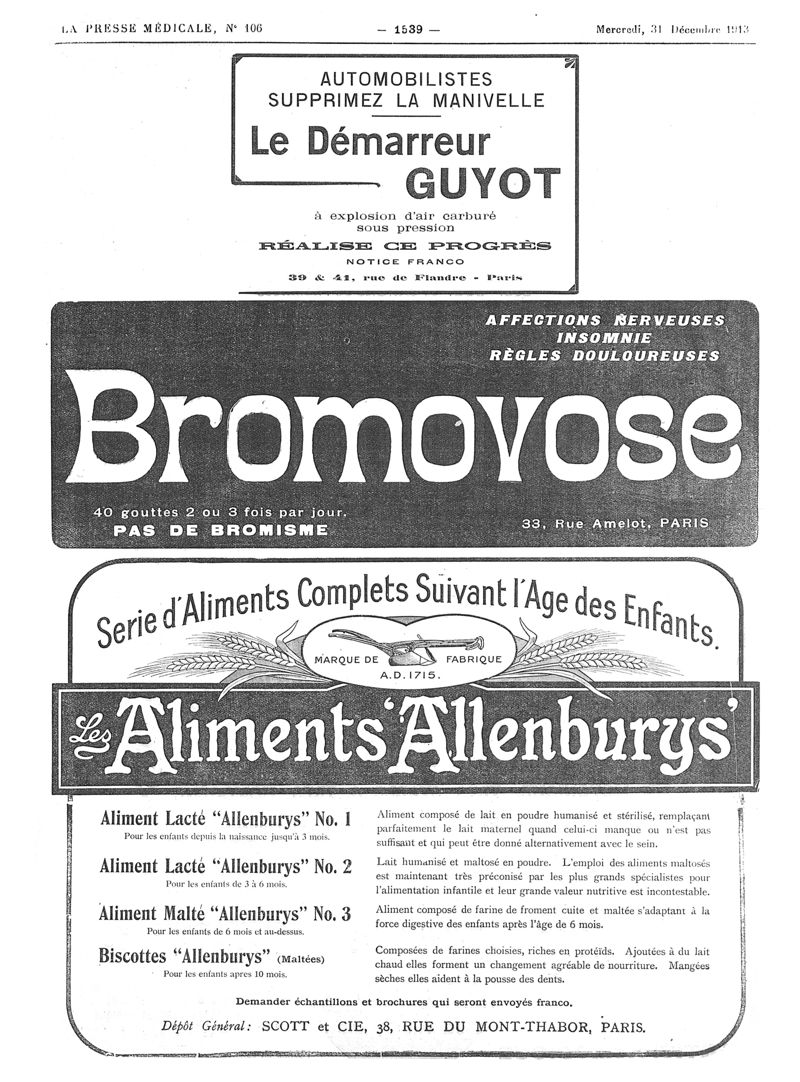 LA PRESSE MÉDICALE, N° 106 — 1539 — Mercredi, 31 Décembre 1913
AUTOMOBILISTES
SUPPRIMEZ LA MANIVELLE
Le Démarreur
GUYOT
à explosion d'air carburé
sous pression
RÉALISE CE PROGRÈS
NOTICE FRANCO
39 & 41, rue de Flandre - Paris
AFFECTIONS NERVEUSES
INSOMNIE
RÈGLES DOULOUREUSES
Bromovose
40 gouttes 2 ou 3 fois par jour.
PAS DE BROMISME
33, Rue Amelot, PARIS
Serie d'Aliments Complets Suivant l'Age des Enfants.
MARQUE DE FABRIQUE
A.D. 1715.
Les Aliments 'Allenburys'
Aliment Lacté "Allenburys" No. 1
Pour les enfants depuis la naissance jusqu'à 3 mois.
Aliment composé de lait en poudre humanisé et stérilisé, remplaçant
parfaitement le lait maternel quand celui-ci manque ou n'est pas
suffisant et qui peut être donné alternativement avec le sein.
Aliment Lacté "Allenburys" No. 2
Pour les enfants de 3 à 6 mois.
Lait humanisé et maltosé en poudre. L'emploi des aliments maltosés
est maintenant très préconisé par les plus grands spécialistes pour
l'alimentation infantile et leur grande valeur nutritive est incontestable.
Aliment Malté "Allenburys" No. 3
Pour les enfants de 6 mois et au-dessus.
Aliment composé de farine de froment cuite et maltée s'adaptant à la
force digestive des enfants après l'âge de 6 mois.
Biscottes "Allenburys" (Maltées)
Pour les enfants apres 10 mois.
Composées de farines choisies, riches en protéïds. Ajoutées à du lait
chaud elles forment un changement agréable de nourriture. Mangées
sèches elles aident à la pousse des dents.
Demander échantillons et brochures qui seront envoyés franco.
Dépôt Général: SCOTT et CIE, 38, RUE DU MONT-THABOR, PARIS.